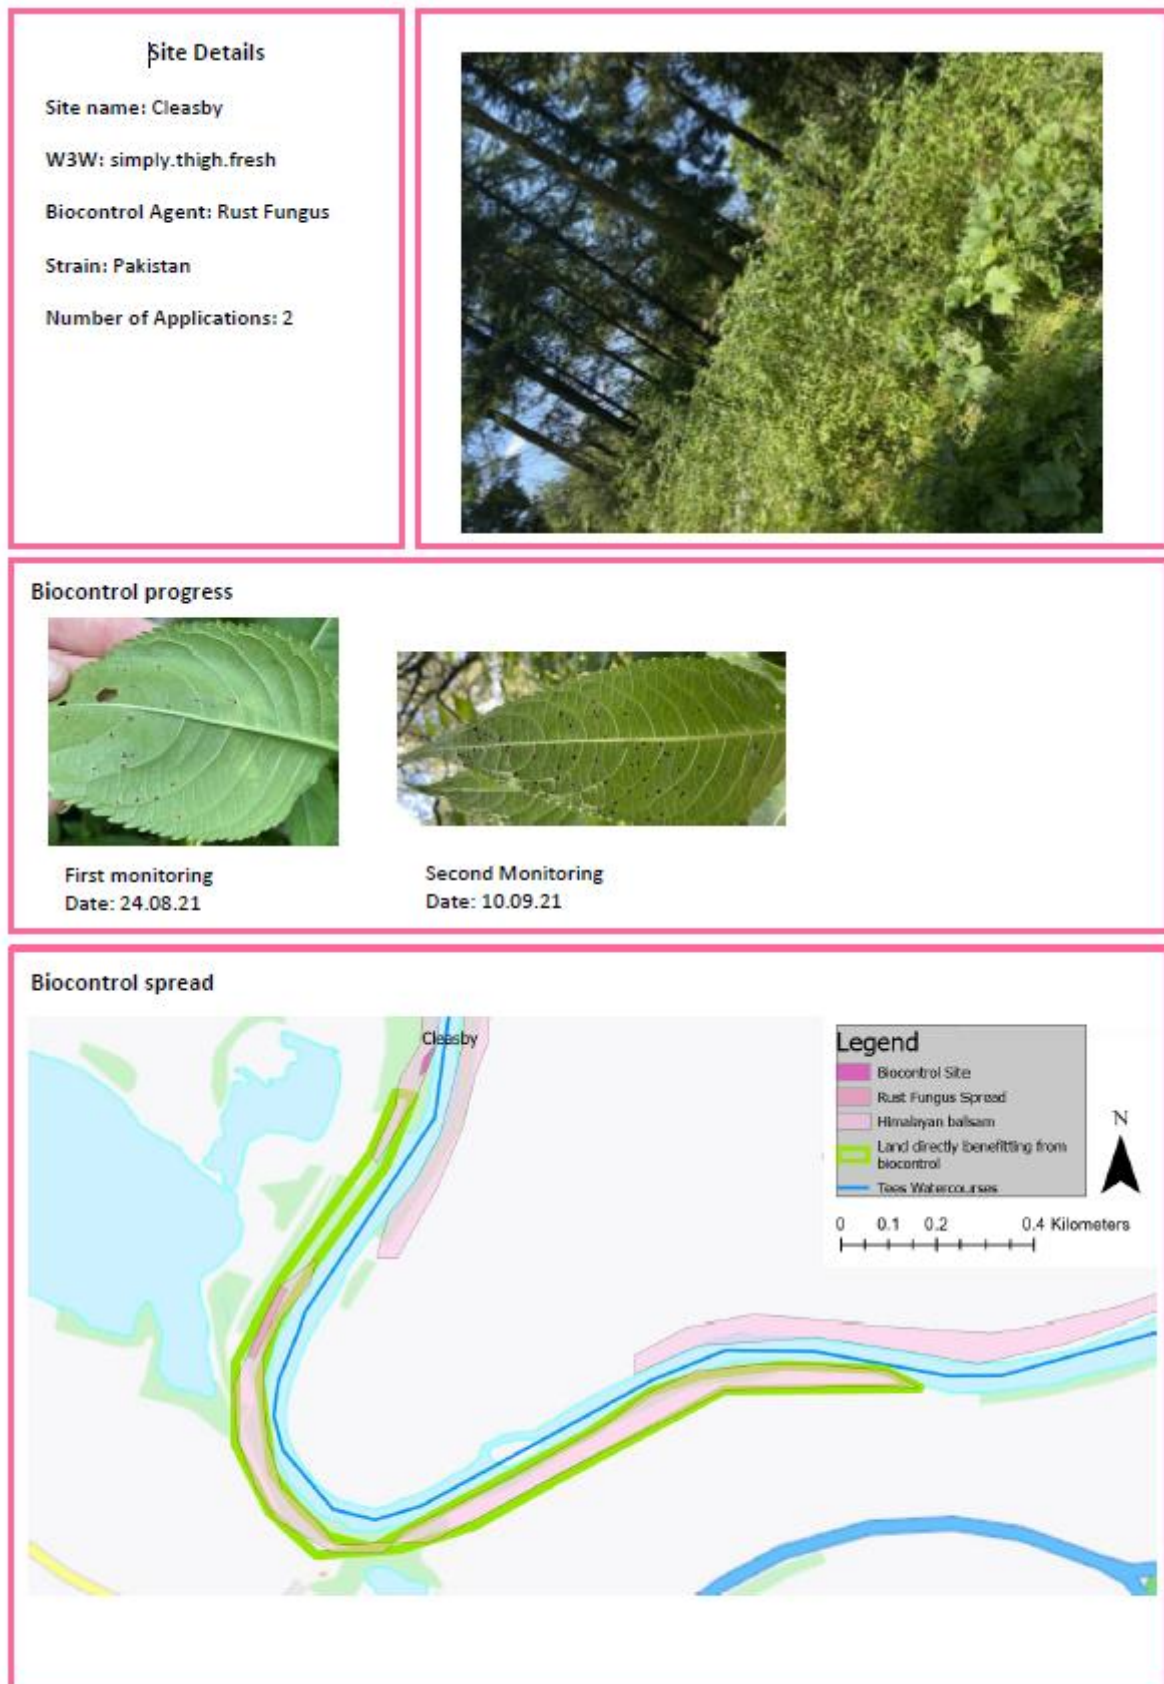 Site Details
Site name: Cleasby
W3W: simply.thigh.fresh
Biocontrol Agent: Rust Fungus
Strain: Pakistan
Number of Applications: 2
Biocontrol progress
First monitoring
Date: 24.08.21
Second Monitoring
Date: 10.09.21
Biocontrol spread
Cleasby
Legend
Biocontrol Site
Rust Fungus Spread
Himalayan balsam
Land directly benefitting from
biocontrol
Tees Watercourses
N
0 0.1 0.2 0.4 Kilometers